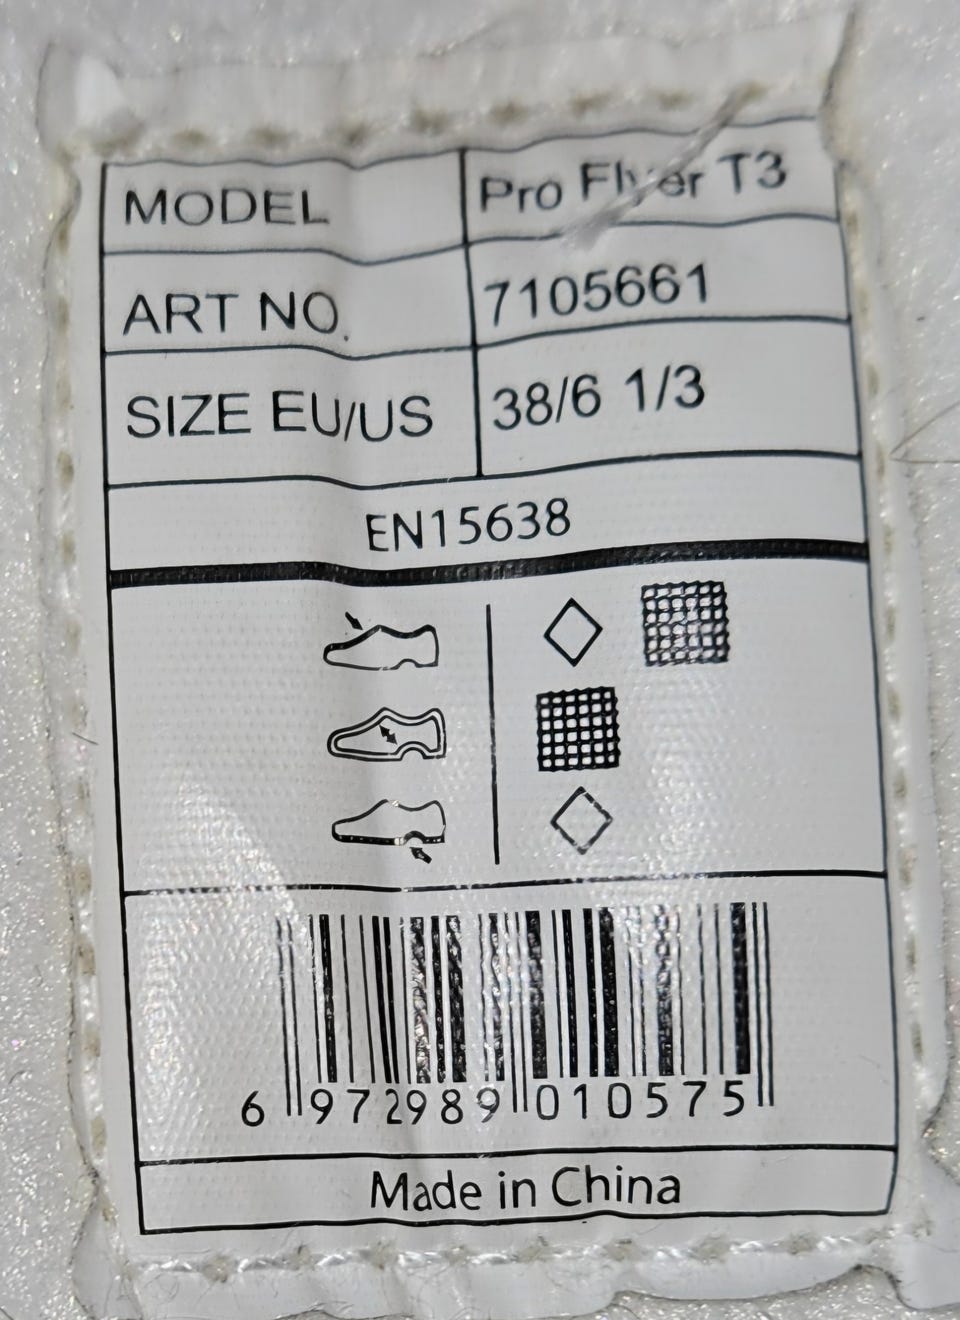 MODEL Pro Flyer T3
ART NO. 7105661
SIZE EU/US 38/6 1/3
EN15638
6 972989 010575
Made in China